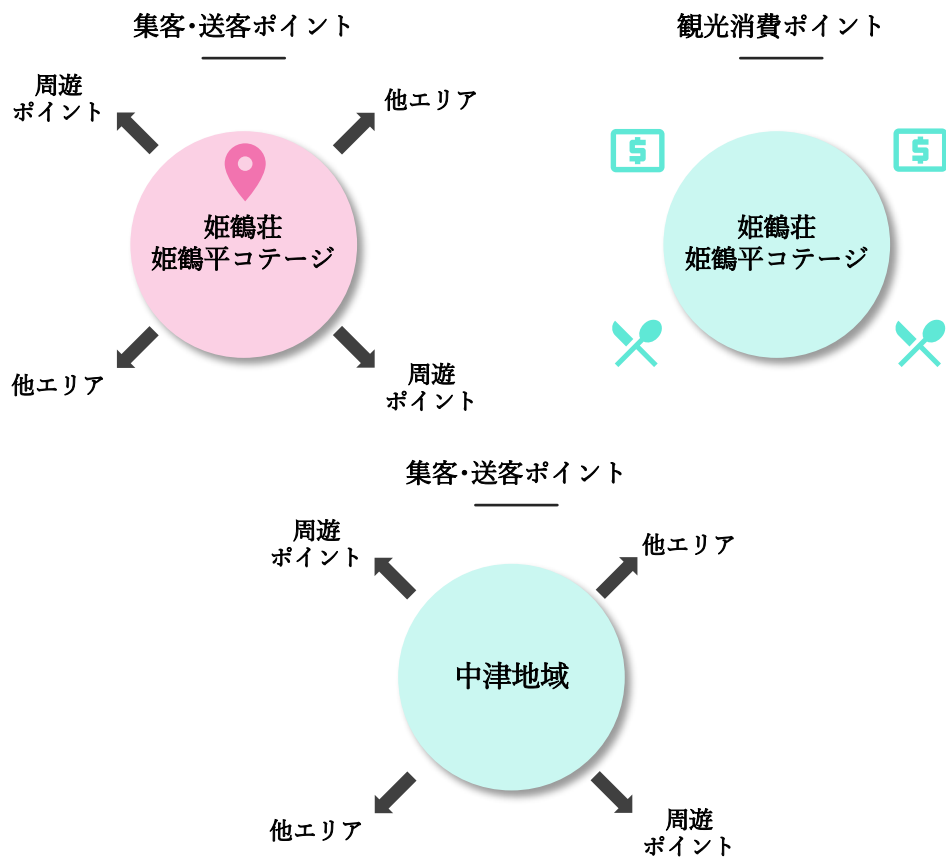 集客・送客ポイント
周遊
ポイント
他エリア
姫鶴荘
姫鶴平コテージ
他エリア
周遊
ポイント
観光消費ポイント
$
$
姫鶴荘
姫鶴平コテージ
集客・送客ポイント
周遊
ポイント
他エリア
中津地域
他エリア
周遊
ポイント